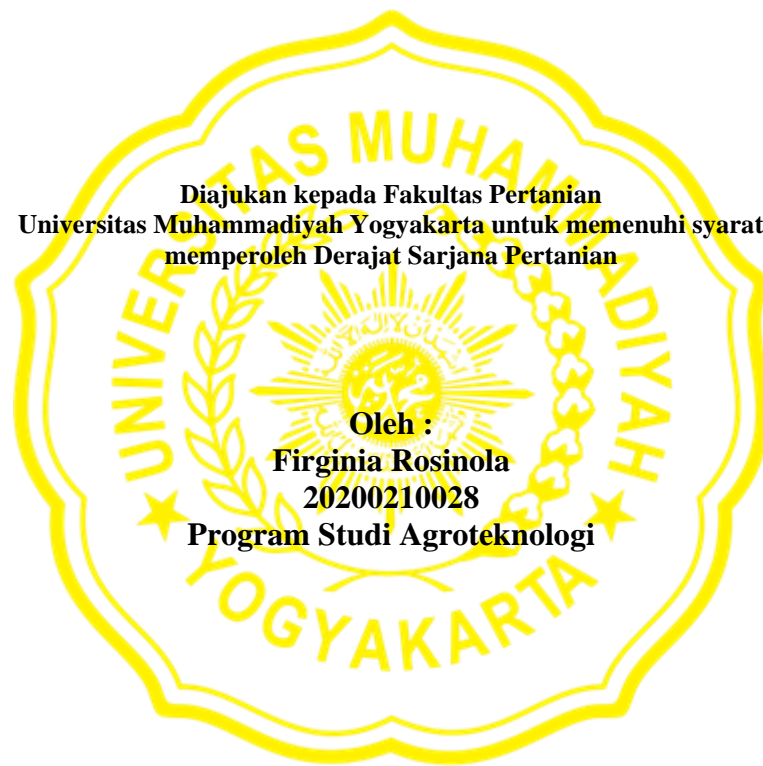 Diajukan kepada Fakultas Pertanian
Universitas Muhammadiyah Yogyakarta untuk memenuhi syarat
memperoleh Derajat Sarjana Pertanian
Oleh :
Firginia Rosinola
20200210028
Program Studi Agroteknologi
UNIVERSITAS MUHAMMADIYAH
★ YOGYAKARTA ★